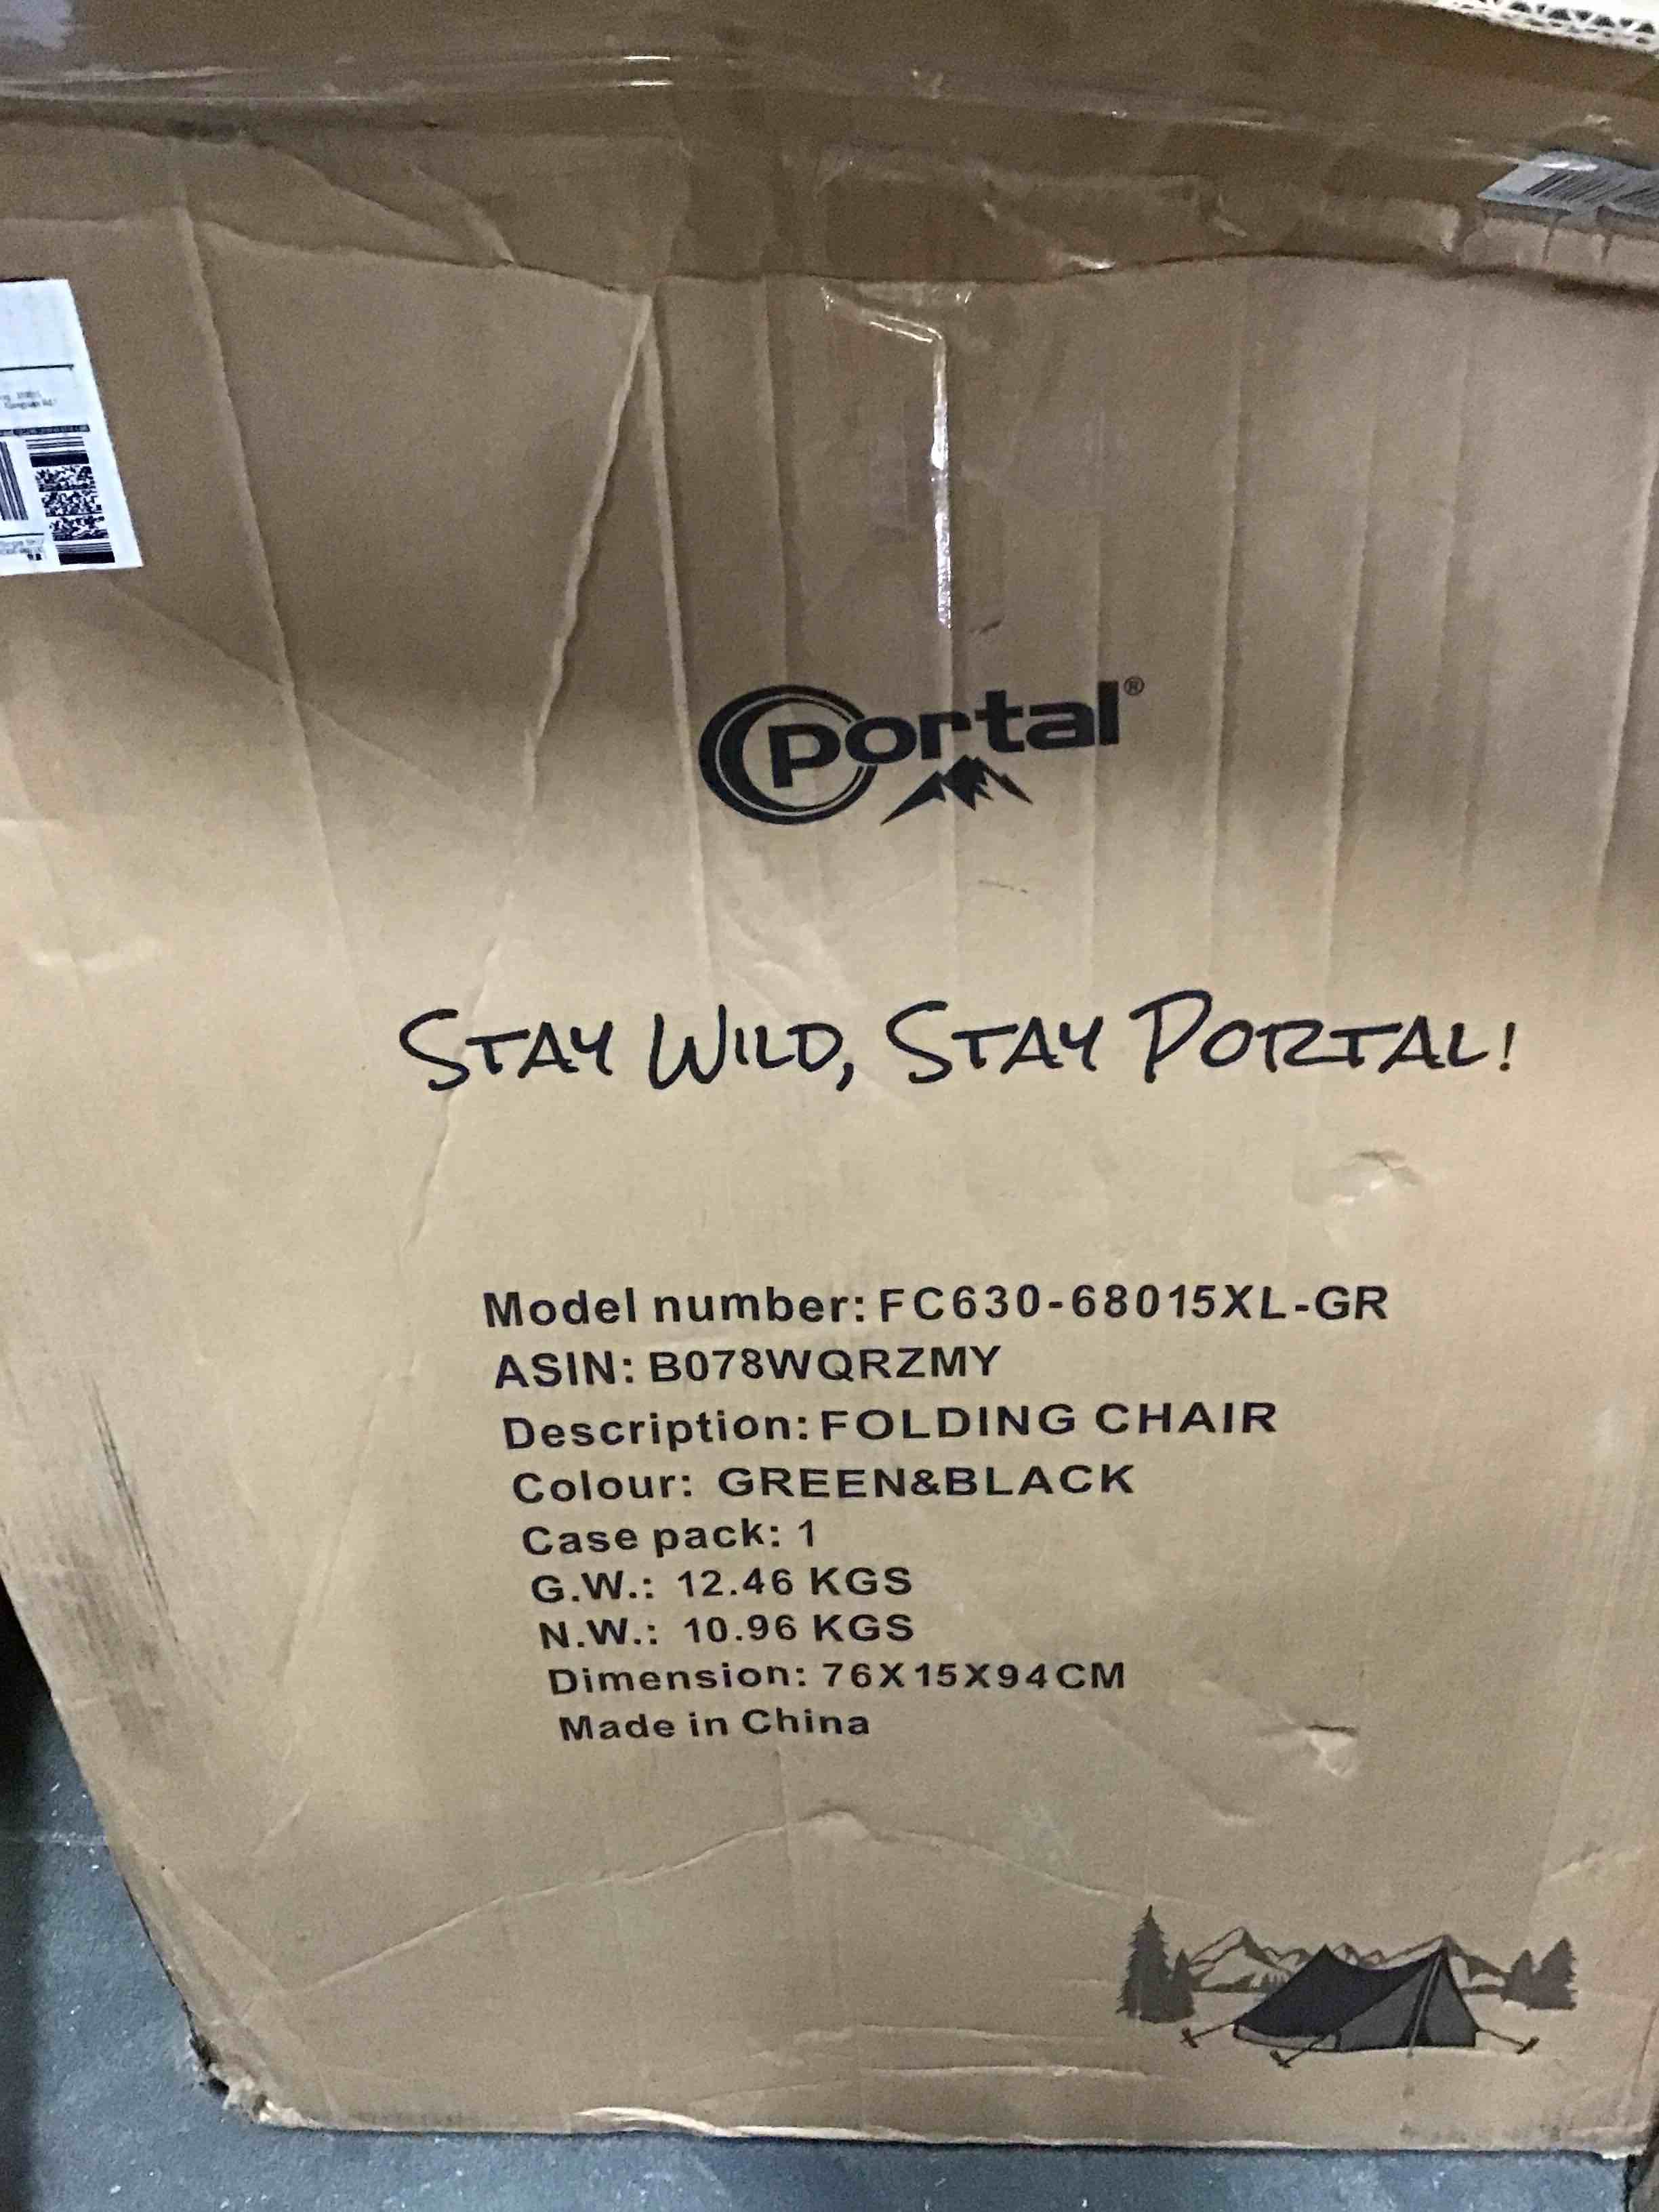 portal®
STAY WILD, STAY PORTAL!
Model number: FC630-68015XL-GR
ASIN: B078WQRZMY
Description: FOLDING CHAIR
Colour: GREEN&BLACK
Case pack: 1
G.W.: 12.46 KGS
N.W.: 10.96 KGS
Dimension: 76X15X94CM
Made in China